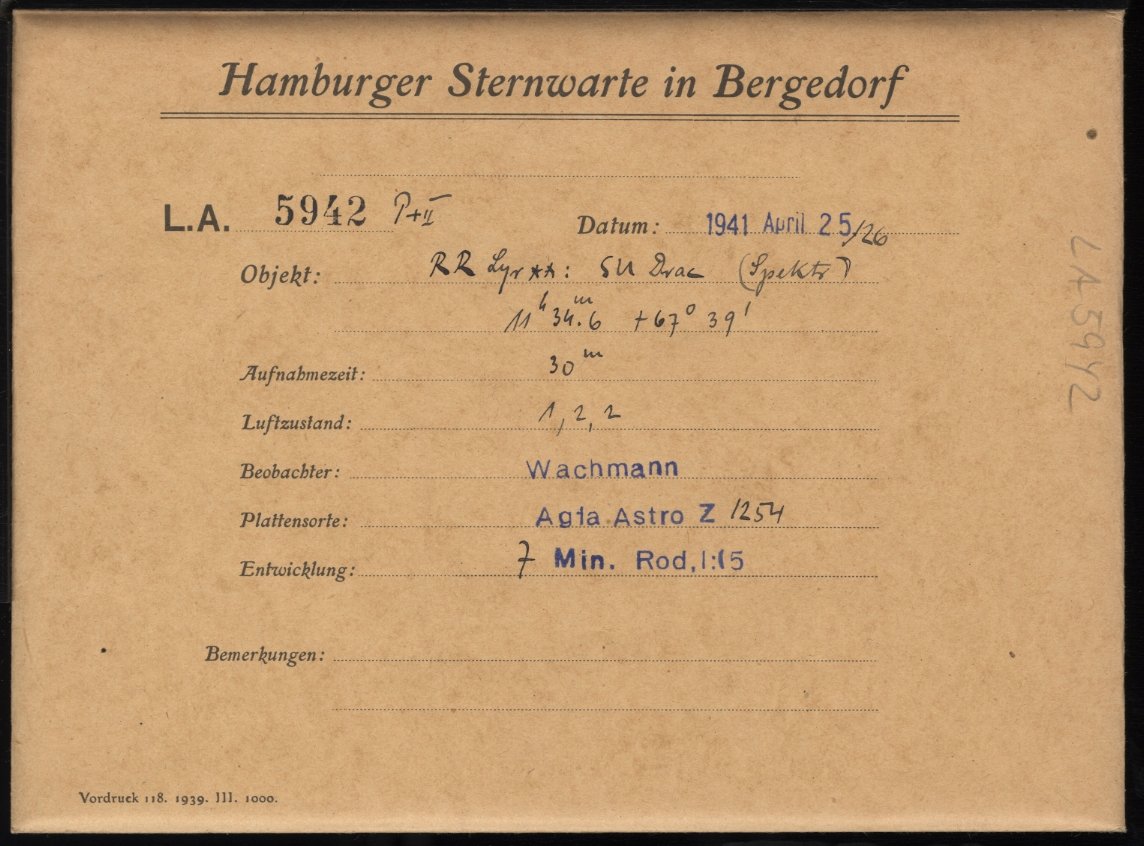 Hamburger Sternwarte in Bergedorf
L.A. 5942 P+II
Datum: 1941 April 25/26
Objekt: RR Lyr **: SU Drac (Spektr)
11h 34.m6 +67° 39'
Aufnahmezeit: 30m
Luftzustand: 1, 2, 2
Beobachter: Wachmann
Plattensorte: Agfa Astro Z 1254
Entwicklung: 7 Min. Rod, 1:15
Bemerkungen:
Vordruck 118. 1939. III. 1000.
LA 5942